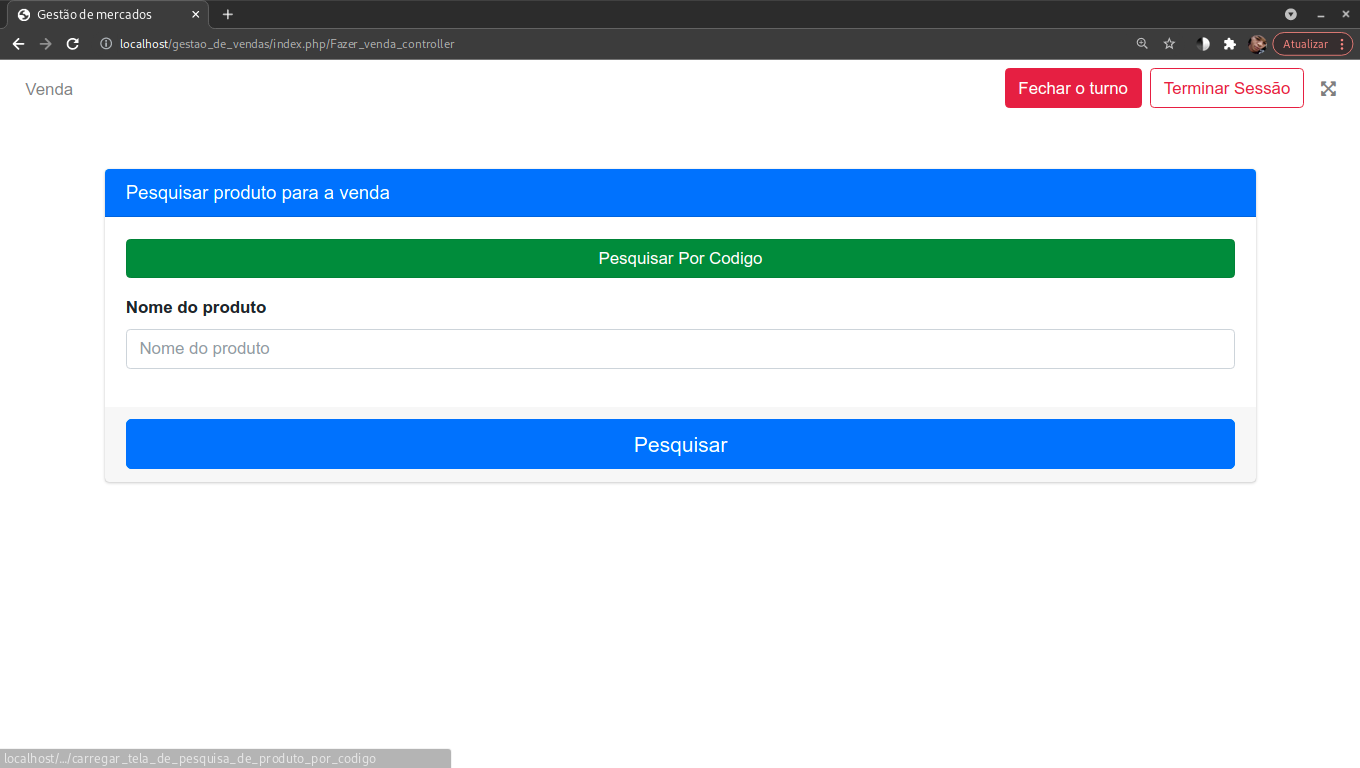 Gestão de mercados
localhost/gestao_de_vendas/index.php/Fazer_venda_controller
Atualizar
Venda
Fechar o turno
Terminar Sessão
Pesquisar produto para a venda
Pesquisar Por Codigo
Nome do produto
Nome do produto
Pesquisar
localhost/.../carregar_tela_de_pesquisa_de_produto_por_codigo